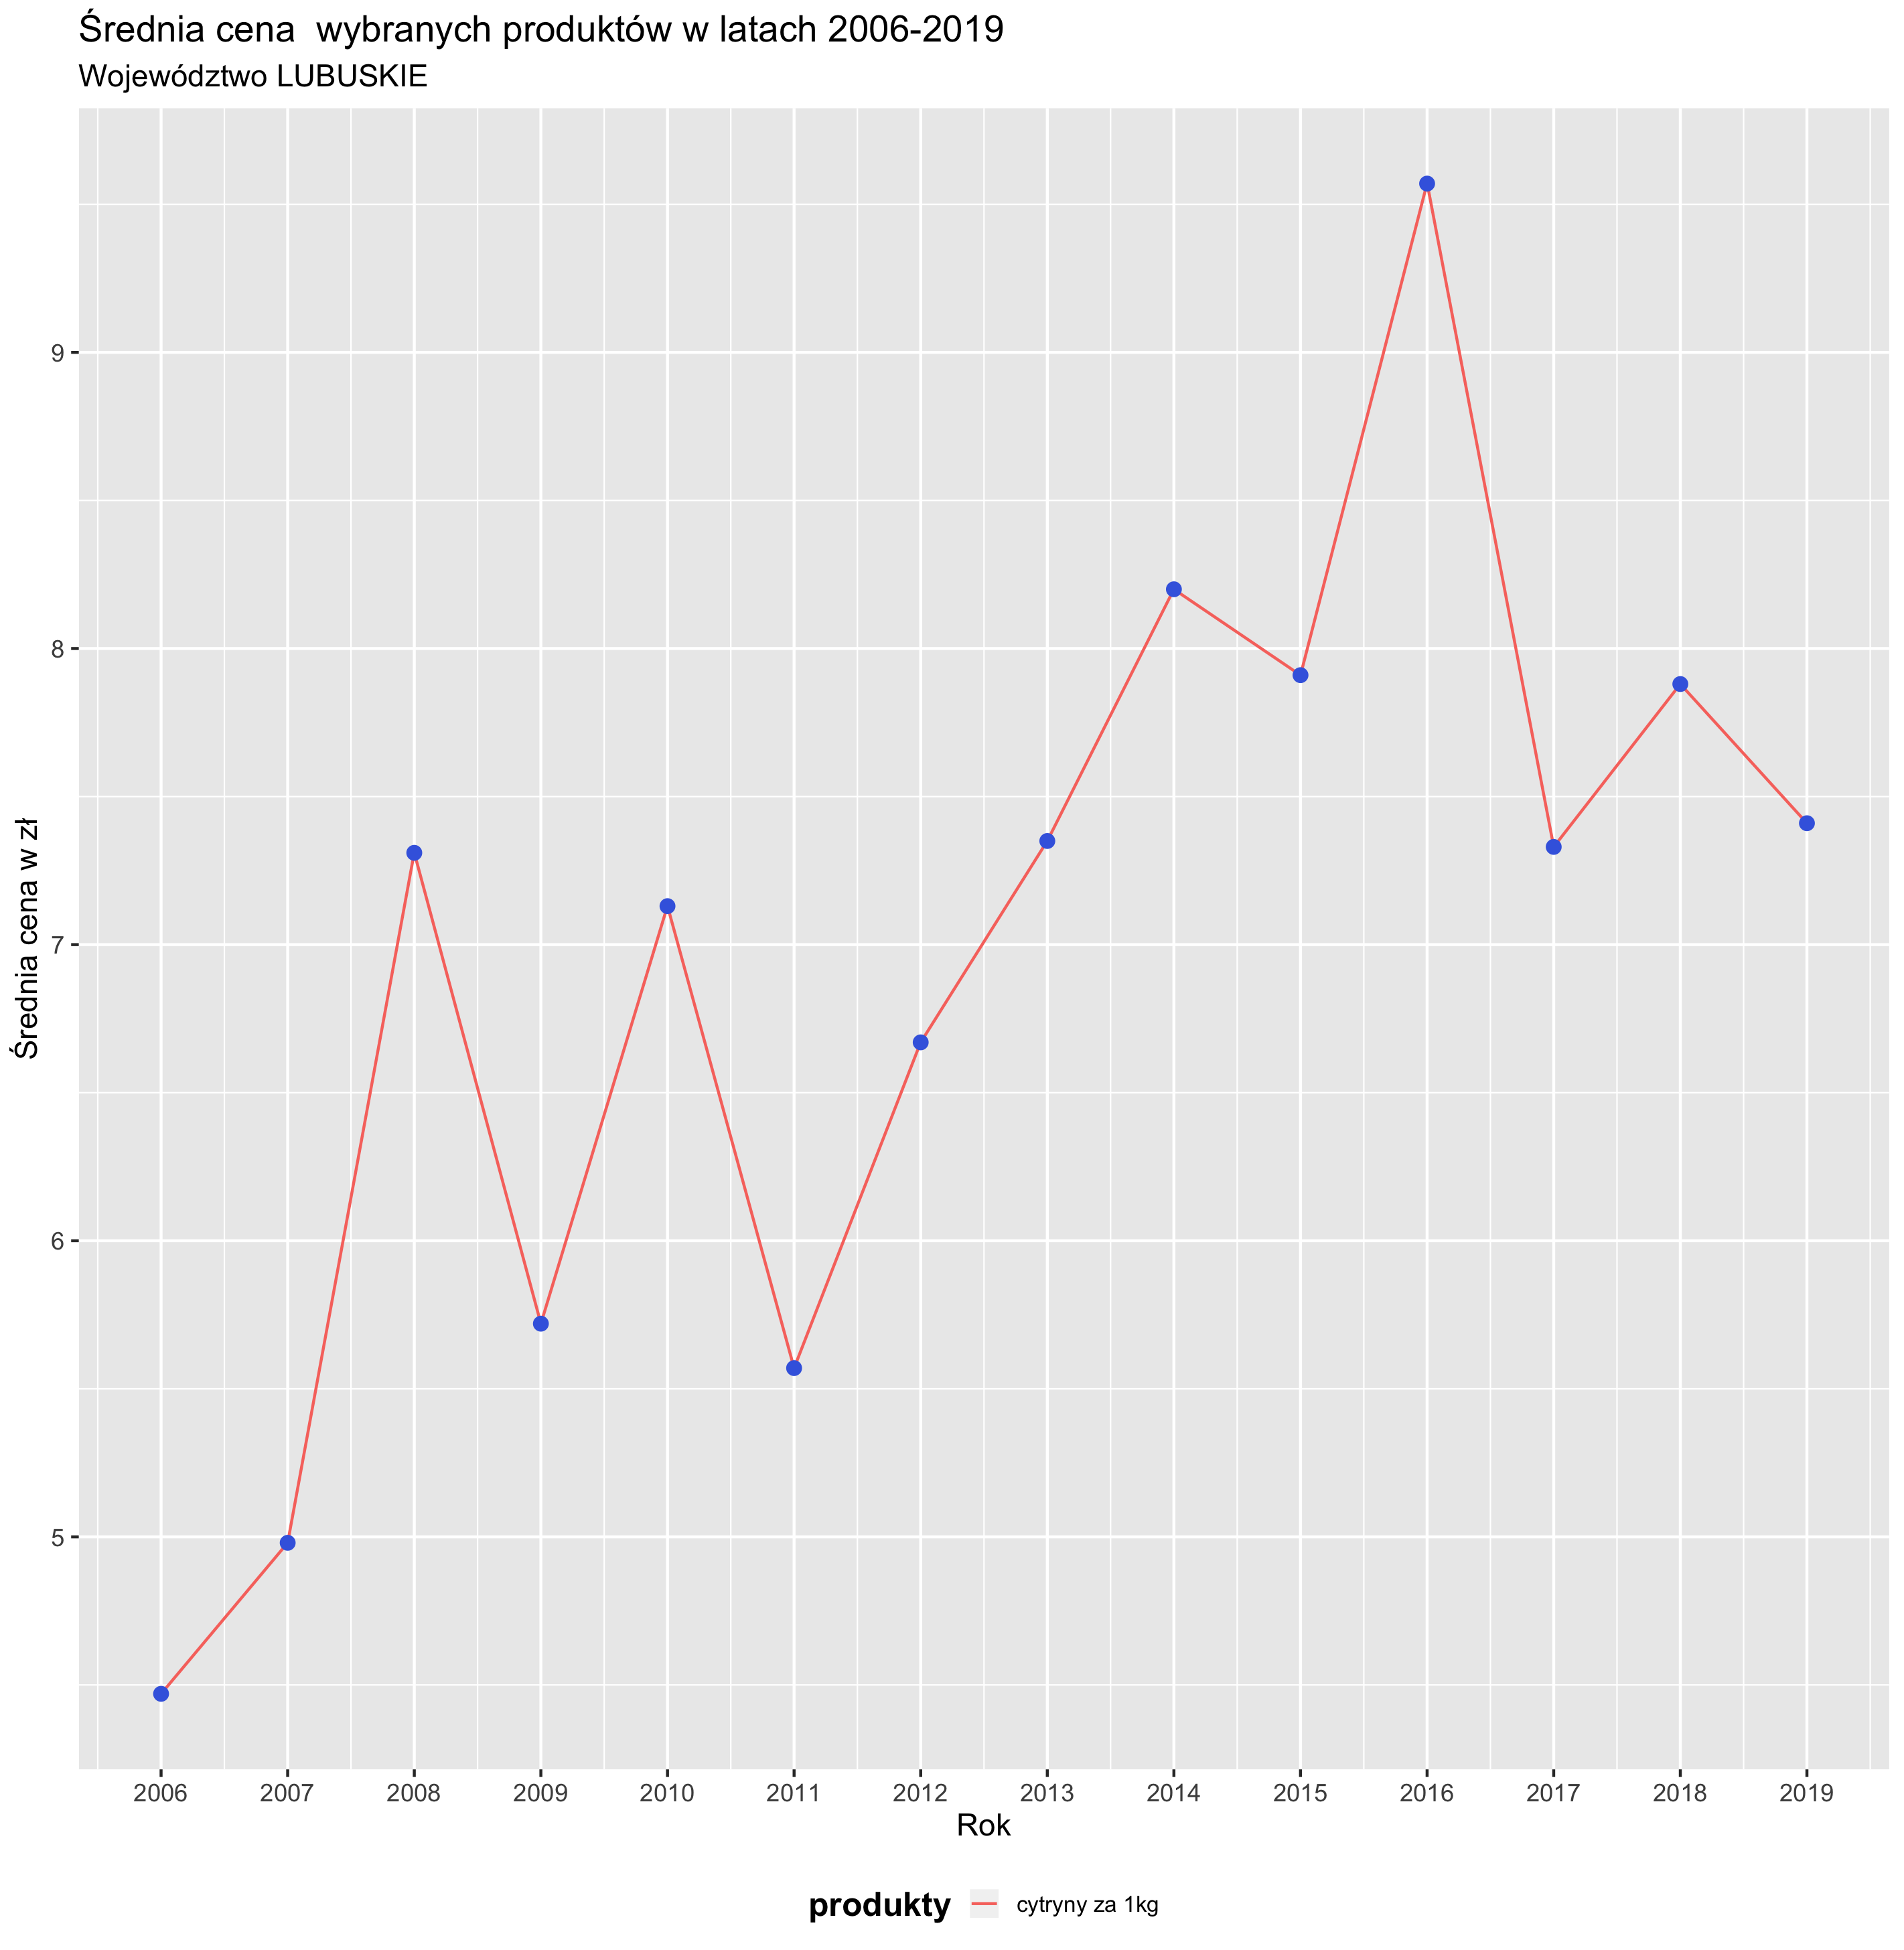 Średnia cena  wybranych produktów w latach 2006-2019
Województwo LUBUSKIE
Średnia cena w zł
9
8
7
6
5
2006 2007 2008 2009 2010 2011 2012 2013 2014 2015 2016 2017 2018 2019
Rok
produkty cytryny za 1kg